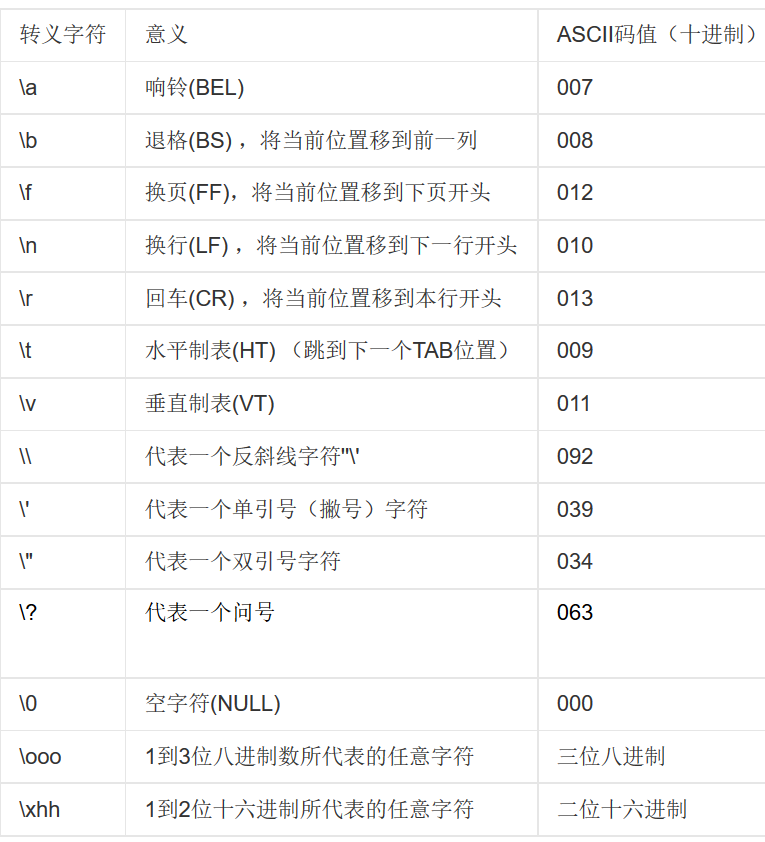 转义字符 意义 ASCII码值（十进制）
\a 响铃(BEL) 007
\b 退格(BS) ，将当前位置移到前一列 008
\f 换页(FF)，将当前位置移到下页开头 012
\n 换行(LF) ，将当前位置移到下一行开头 010
\r 回车(CR) ，将当前位置移到本行开头 013
\t 水平制表(HT) （跳到下一个TAB位置） 009
\v 垂直制表(VT) 011
\\ 代表一个反斜线字符''\' 092
\' 代表一个单引号（撇号）字符 039
\" 代表一个双引号字符 034
\? 代表一个问号 063
\0 空字符(NULL) 000
\ooo 1到3位八进制数所代表的任意字符 三位八进制
\xhh 1到2位十六进制所代表的任意字符 二位十六进制